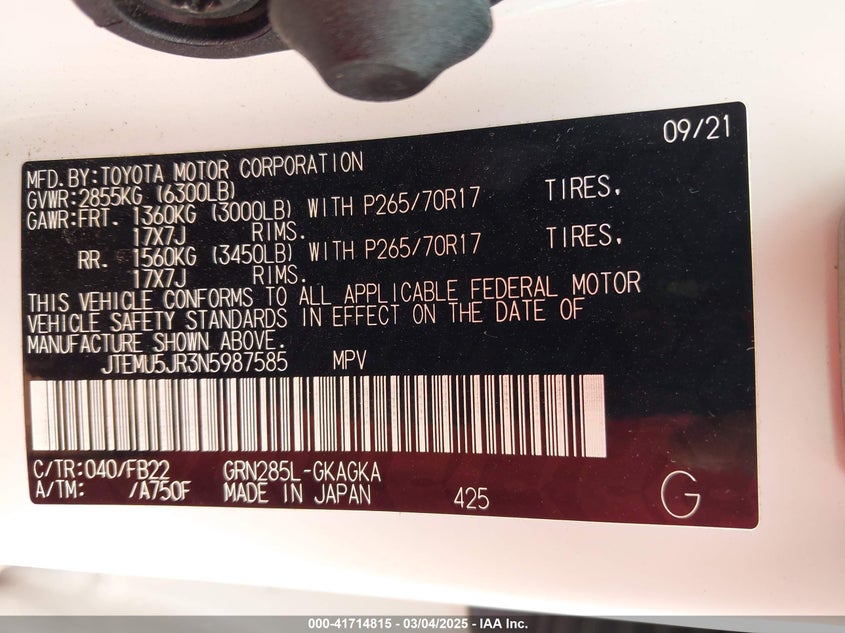 09/21
MFD.BY:TOYOTA MOTOR CORPORATION
GVWR:2855KG (6300LB)
GAWR:FRT. 1360KG (3000LB) WITH P265/70R17 TIRES,
17X7J RIMS.
RR. 1560KG (3450LB) WITH P265/70R17 TIRES,
17X7J RIMS.
THIS VEHICLE CONFORMS TO ALL APPLICABLE FEDERAL MOTOR
VEHICLE SAFETY STANDARDS IN EFFECT ON THE DATE OF
MANUFACTURE SHOWN ABOVE.
JTEMU5JR3N5987585 MPV
C/TR:040/FB22 GRN285L-GKAGKA
A/TM: /A750F MADE IN JAPAN 425 G
000-41714815 - 03/04/2025 - IAA Inc.